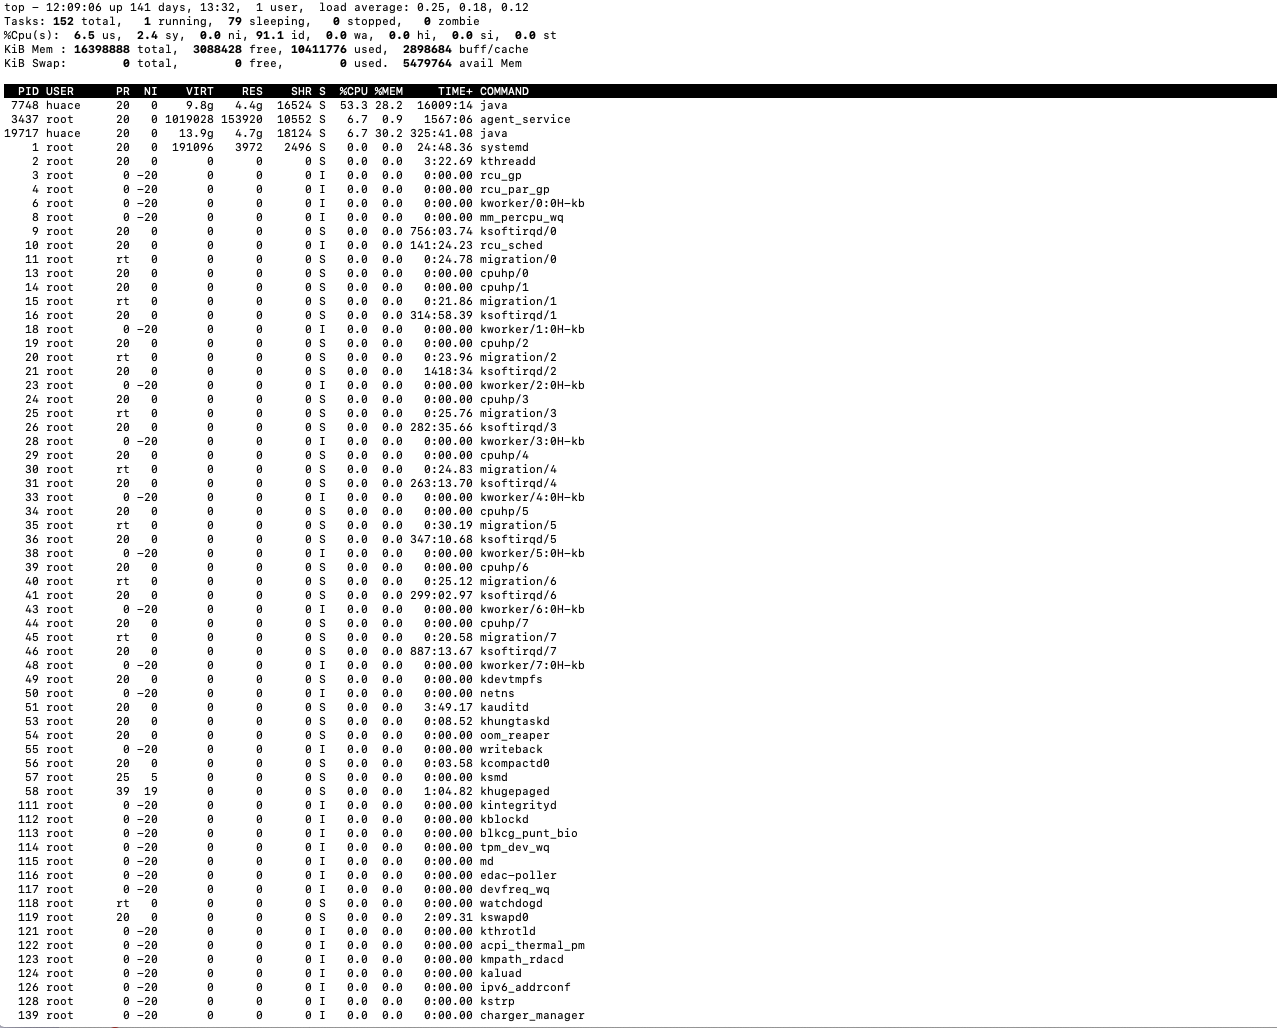 top - 12:09:06 up 141 days, 13:32,  1 user,  load average: 0.25, 0.18, 0.12
Tasks: 152 total,   1 running,  79 sleeping,   0 stopped,   0 zombie
%Cpu(s):  6.5 us,  2.4 sy,  0.0 ni, 91.1 id,  0.0 wa,  0.0 hi,  0.0 si,  0.0 st
KiB Mem : 16398888 total,  3088428 free, 10411776 used,  2898684 buff/cache
KiB Swap:        0 total,        0 free,        0 used.  5479764 avail Mem
  PID USER      PR  NI    VIRT    RES    SHR S  %CPU %MEM     TIME+ COMMAND
 7748 huace     20   0    9.8g   4.4g  16524 S  53.3 28.2  16009:14 java
 3437 root      20   0 1019028 153920  10552 S   6.7  0.9   1567:06 agent_service
19717 huace     20   0   13.9g   4.7g  18124 S   6.7 30.2 325:41.08 java
    1 root      20   0  191096   3972   2496 S   0.0  0.0  24:48.36 systemd
    2 root      20   0       0      0      0 S   0.0  0.0   3:22.69 kthreadd
    3 root       0 -20       0      0      0 I   0.0  0.0   0:00.00 rcu_gp
    4 root       0 -20       0      0      0 I   0.0  0.0   0:00.00 rcu_par_gp
    6 root       0 -20       0      0      0 I   0.0  0.0   0:00.00 kworker/0:0H-kb
    8 root       0 -20       0      0      0 I   0.0  0.0   0:00.00 mm_percpu_wq
    9 root      20   0       0      0      0 S   0.0  0.0 756:03.74 ksoftirqd/0
   10 root      20   0       0      0      0 I   0.0  0.0 141:24.23 rcu_sched
   11 root      rt   0       0      0      0 S   0.0  0.0   0:24.78 migration/0
   13 root      20   0       0      0      0 S   0.0  0.0   0:00.00 cpuhp/0
   14 root      20   0       0      0      0 S   0.0  0.0   0:00.00 cpuhp/1
   15 root      rt   0       0      0      0 S   0.0  0.0   0:21.86 migration/1
   16 root      20   0       0      0      0 S   0.0  0.0 314:58.39 ksoftirqd/1
   18 root       0 -20       0      0      0 I   0.0  0.0   0:00.00 kworker/1:0H-kb
   19 root      20   0       0      0      0 S   0.0  0.0   0:00.00 cpuhp/2
   20 root      rt   0       0      0      0 S   0.0  0.0   0:23.96 migration/2
   21 root      20   0       0      0      0 S   0.0  0.0   1418:34 ksoftirqd/2
   23 root       0 -20       0      0      0 I   0.0  0.0   0:00.00 kworker/2:0H-kb
   24 root      20   0       0      0      0 S   0.0  0.0   0:00.00 cpuhp/3
   25 root      rt   0       0      0      0 S   0.0  0.0   0:25.76 migration/3
   26 root      20   0       0      0      0 S   0.0  0.0 282:35.66 ksoftirqd/3
   28 root       0 -20       0      0      0 I   0.0  0.0   0:00.00 kworker/3:0H-kb
   29 root      20   0       0      0      0 S   0.0  0.0   0:00.00 cpuhp/4
   30 root      rt   0       0      0      0 S   0.0  0.0   0:24.83 migration/4
   31 root      20   0       0      0      0 S   0.0  0.0 263:13.70 ksoftirqd/4
   33 root       0 -20       0      0      0 I   0.0  0.0   0:00.00 kworker/4:0H-kb
   34 root      20   0       0      0      0 S   0.0  0.0   0:00.00 cpuhp/5
   35 root      rt   0       0      0      0 S   0.0  0.0   0:30.19 migration/5
   36 root      20   0       0      0      0 S   0.0  0.0 347:10.68 ksoftirqd/5
   38 root       0 -20       0      0      0 I   0.0  0.0   0:00.00 kworker/5:0H-kb
   39 root      20   0       0      0      0 S   0.0  0.0   0:00.00 cpuhp/6
   40 root      rt   0       0      0      0 S   0.0  0.0   0:25.12 migration/6
   41 root      20   0       0      0      0 S   0.0  0.0 299:02.97 ksoftirqd/6
   43 root       0 -20       0      0      0 I   0.0  0.0   0:00.00 kworker/6:0H-kb
   44 root      20   0       0      0      0 S   0.0  0.0   0:00.00 cpuhp/7
   45 root      rt   0       0      0      0 S   0.0  0.0   0:20.58 migration/7
   46 root      20   0       0      0      0 S   0.0  0.0 887:13.67 ksoftirqd/7
   48 root       0 -20       0      0      0 I   0.0  0.0   0:00.00 kworker/7:0H-kb
   49 root      20   0       0      0      0 S   0.0  0.0   0:00.00 kdevtmpfs
   50 root       0 -20       0      0      0 I   0.0  0.0   0:00.00 netns
   51 root      20   0       0      0      0 S   0.0  0.0   3:49.17 kauditd
   53 root      20   0       0      0      0 S   0.0  0.0   0:08.52 khungtaskd
   54 root      20   0       0      0      0 S   0.0  0.0   0:00.00 oom_reaper
   55 root       0 -20       0      0      0 I   0.0  0.0   0:00.00 writeback
   56 root      20   0       0      0      0 S   0.0  0.0   0:03.58 kcompactd0
   57 root      25   5       0      0      0 S   0.0  0.0   0:00.00 ksmd
   58 root      39  19       0      0      0 S   0.0  0.0   1:04.82 khugepaged
  111 root       0 -20       0      0      0 I   0.0  0.0   0:00.00 kintegrityd
  112 root       0 -20       0      0      0 I   0.0  0.0   0:00.00 kblockd
  113 root       0 -20       0      0      0 I   0.0  0.0   0:00.00 blkcg_punt_bio
  114 root       0 -20       0      0      0 I   0.0  0.0   0:00.00 tpm_dev_wq
  115 root       0 -20       0      0      0 I   0.0  0.0   0:00.00 md
  116 root       0 -20       0      0      0 I   0.0  0.0   0:00.00 edac-poller
  117 root       0 -20       0      0      0 I   0.0  0.0   0:00.00 devfreq_wq
  118 root      rt   0       0      0      0 S   0.0  0.0   0:00.00 watchdogd
  119 root      20   0       0      0      0 S   0.0  0.0   2:09.31 kswapd0
  121 root       0 -20       0      0      0 I   0.0  0.0   0:00.00 kthrotld
  122 root       0 -20       0      0      0 I   0.0  0.0   0:00.00 acpi_thermal_pm
  123 root       0 -20       0      0      0 I   0.0  0.0   0:00.00 kmpath_rdacd
  124 root       0 -20       0      0      0 I   0.0  0.0   0:00.00 kaluad
  126 root       0 -20       0      0      0 I   0.0  0.0   0:00.00 ipv6_addrconf
  128 root       0 -20       0      0      0 I   0.0  0.0   0:00.00 kstrp
  139 root       0 -20       0      0      0 I   0.0  0.0   0:00.00 charger_manager